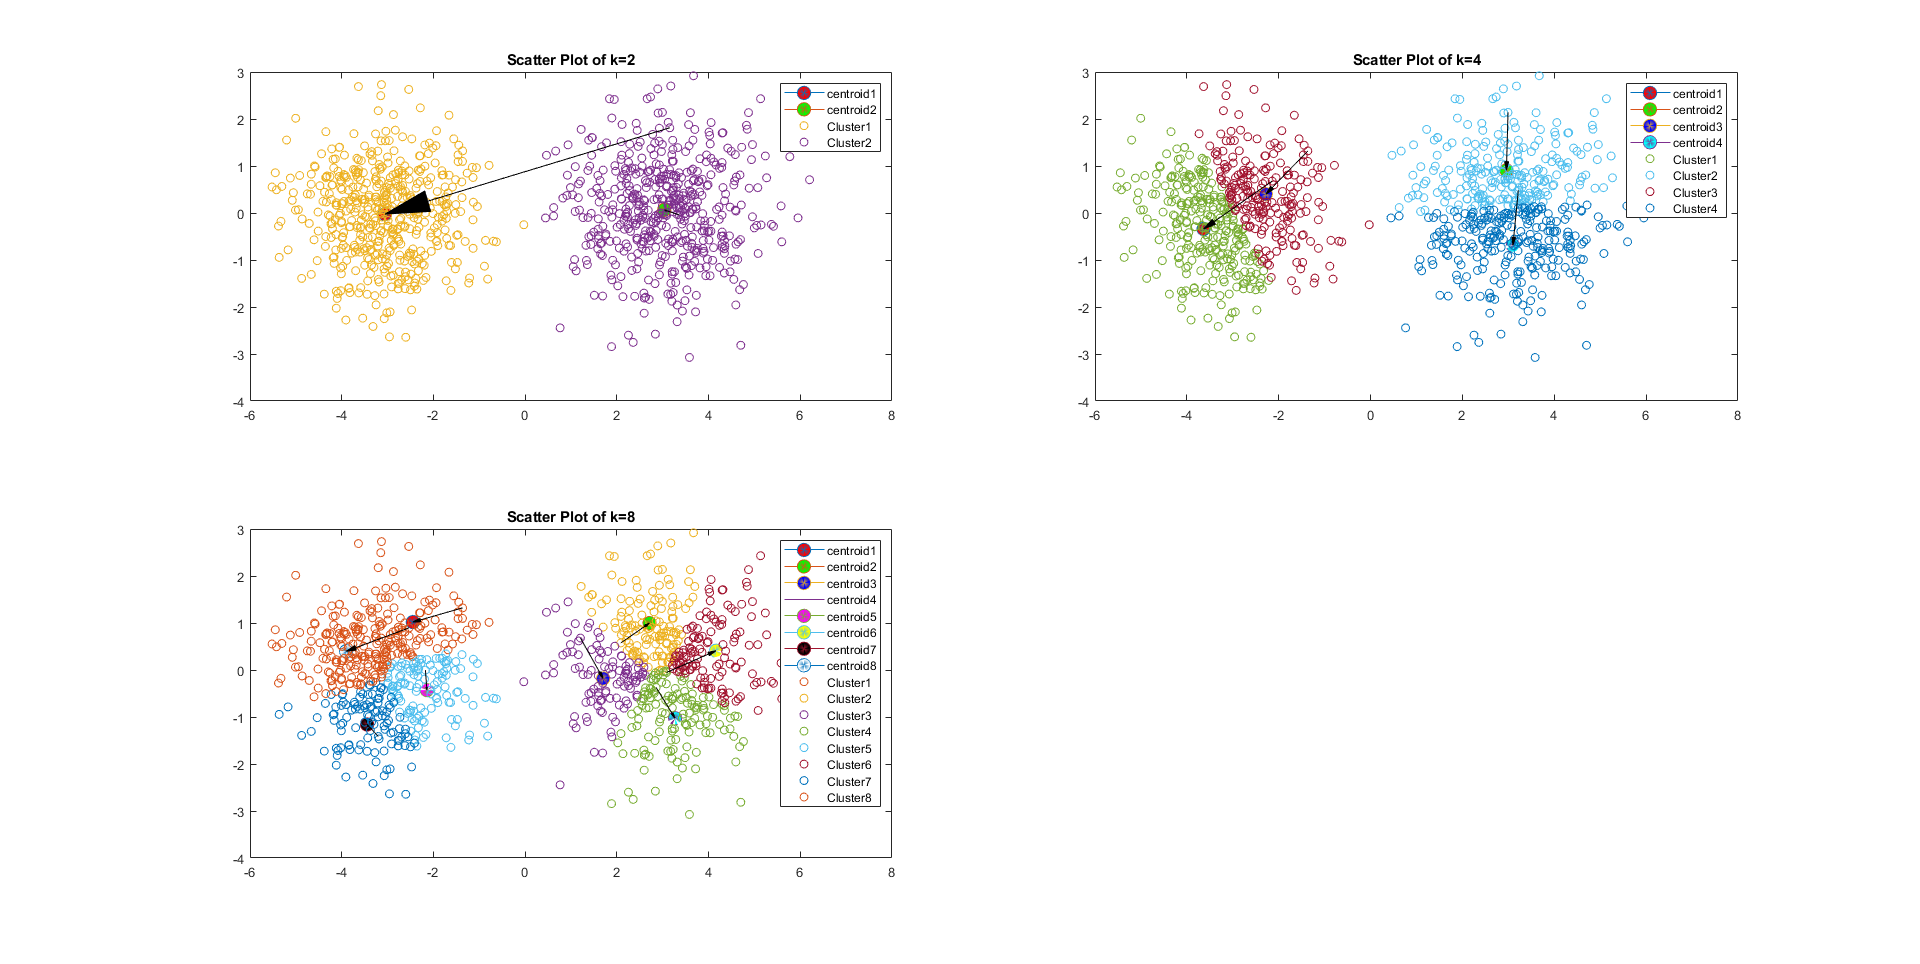 Scatter Plot of k=2
3
2
1
0
-1
-2
-3
-4
-6
-4
-2
0
2
4
6
8
centroid1
centroid2
Cluster1
Cluster2
Scatter Plot of k=4
3
2
1
0
-1
-2
-3
-4
-6
-4
-2
0
2
4
6
8
centroid1
centroid2
centroid3
centroid4
Cluster1
Cluster2
Cluster3
Cluster4
Scatter Plot of k=8
3
2
1
0
-1
-2
-3
-4
-6
-4
-2
0
2
4
6
8
centroid1
centroid2
centroid3
centroid4
centroid5
centroid6
centroid7
centroid8
Cluster1
Cluster2
Cluster3
Cluster4
Cluster5
Cluster6
Cluster7
Cluster8